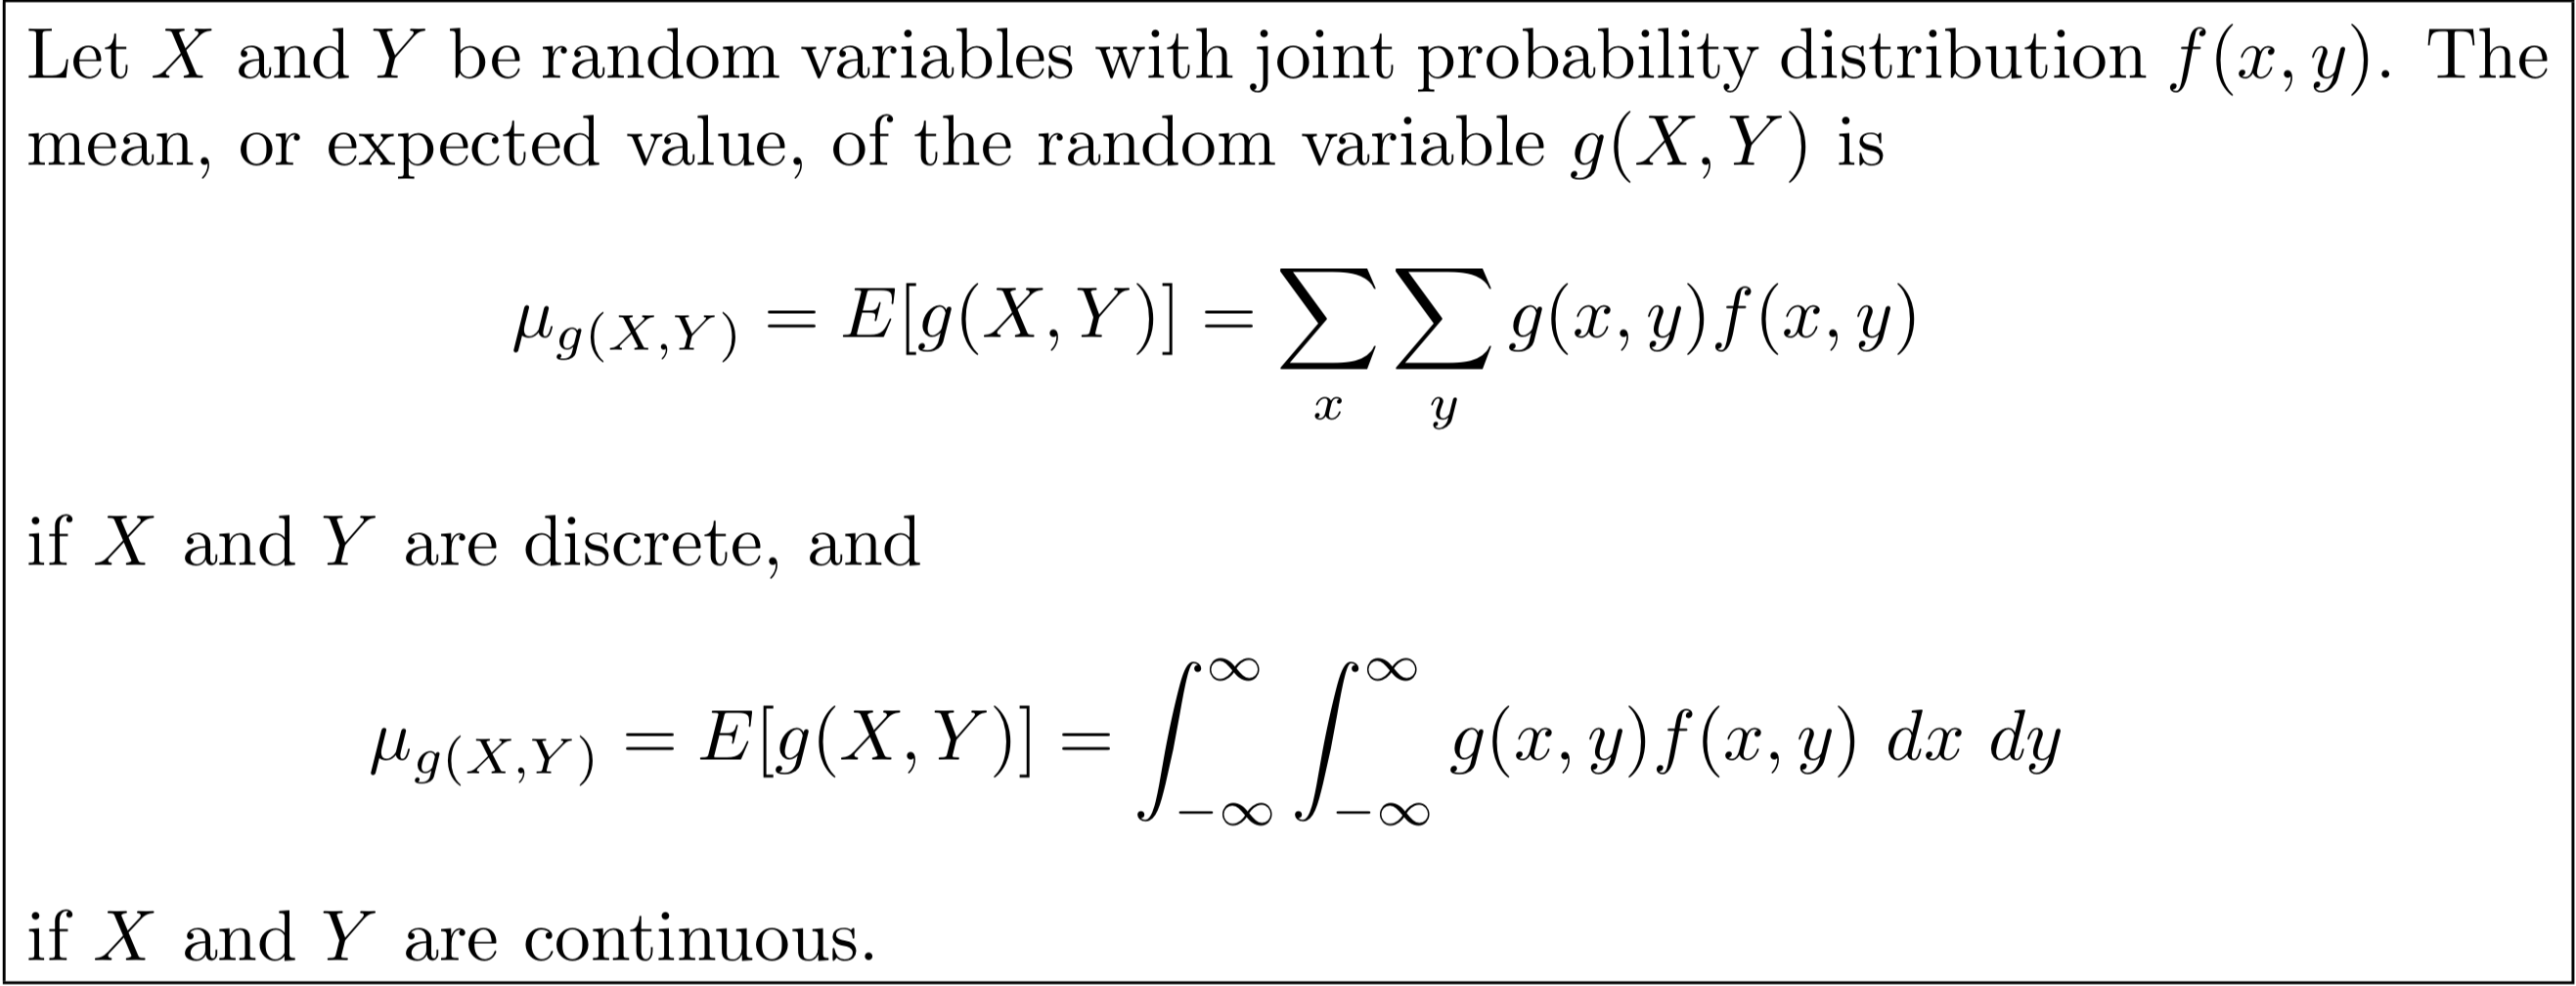 Let X and Y be random variables with joint probability distribution f(x, y). The
mean, or expected value, of the random variable g(X, Y) is
μ_{g(X,Y)} = E[g(X, Y)] = ∑_x ∑_y g(x, y)f(x, y)
if X and Y are discrete, and
μ_{g(X,Y)} = E[g(X, Y)] = ∫_{-∞}^{∞} ∫_{-∞}^{∞} g(x, y)f(x, y) dx dy
if X and Y are continuous.